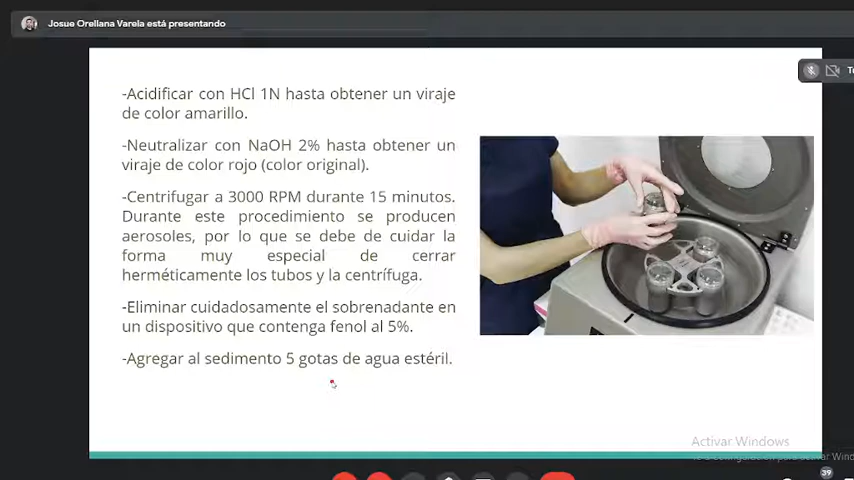 Josue Orellana Varela está presentando
-Acidificar con HCl 1N hasta obtener un viraje
de color amarillo.
-Neutralizar con NaOH 2% hasta obtener un
viraje de color rojo (color original).
-Centrifugar a 3000 RPM durante 15 minutos.
Durante este procedimiento se producen
aerosoles, por lo que se debe de cuidar la
forma muy especial de cerrar
herméticamente los tubos y la centrífuga.
-Eliminar cuidadosamente el sobrenadante en
un dispositivo que contenga fenol al 5%.
-Agregar al sedimento 5 gotas de agua estéril.
Activar Windows
39